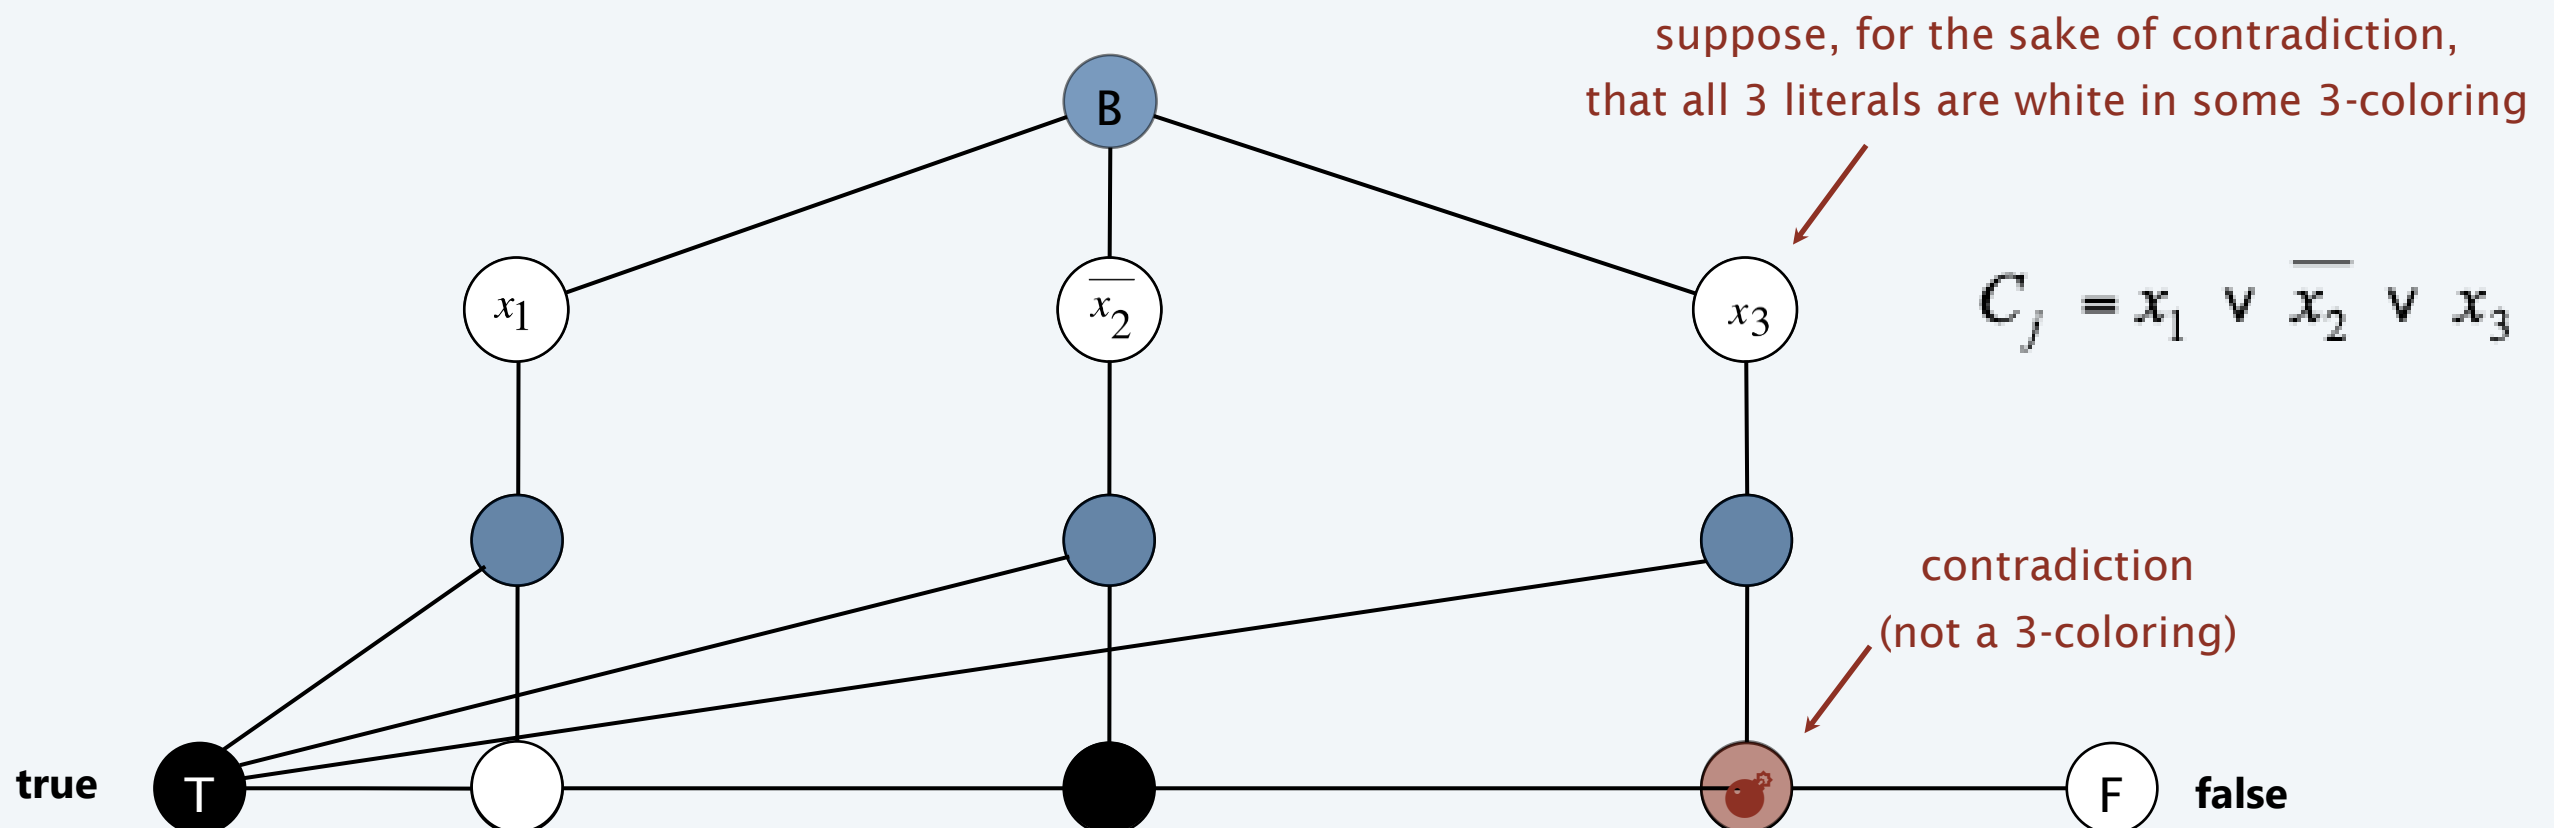 suppose, for the sake of contradiction,
that all 3 literals are white in some 3-coloring
B
x₁
x̅₂
x₃
Cⱼ = x₁ ∨ x̅₂ ∨ x₃
contradiction
(not a 3-coloring)
true
T
F
false